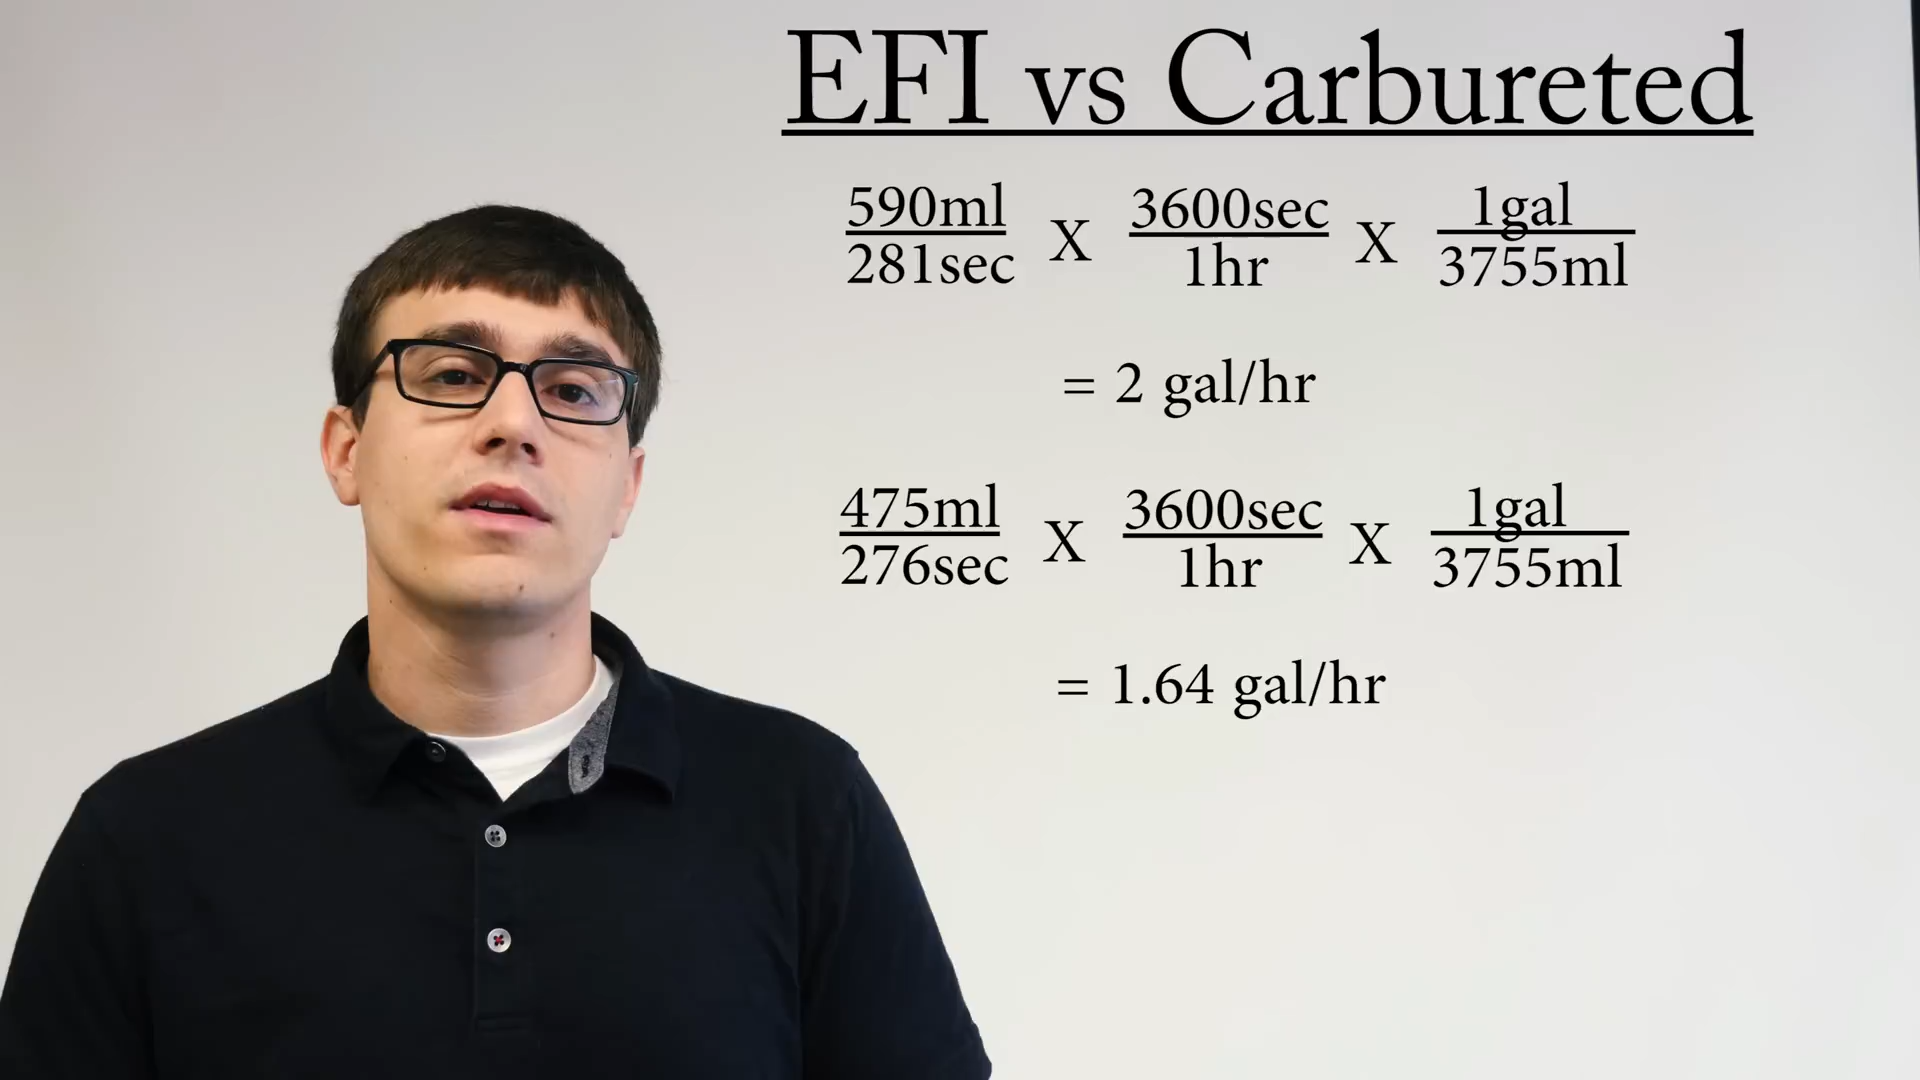 EFI vs Carbureted
590ml X 3600sec X 1gal
281sec 1hr 3755ml
= 2 gal/hr
475ml X 3600sec X 1gal
276sec 1hr 3755ml
= 1.64 gal/hr